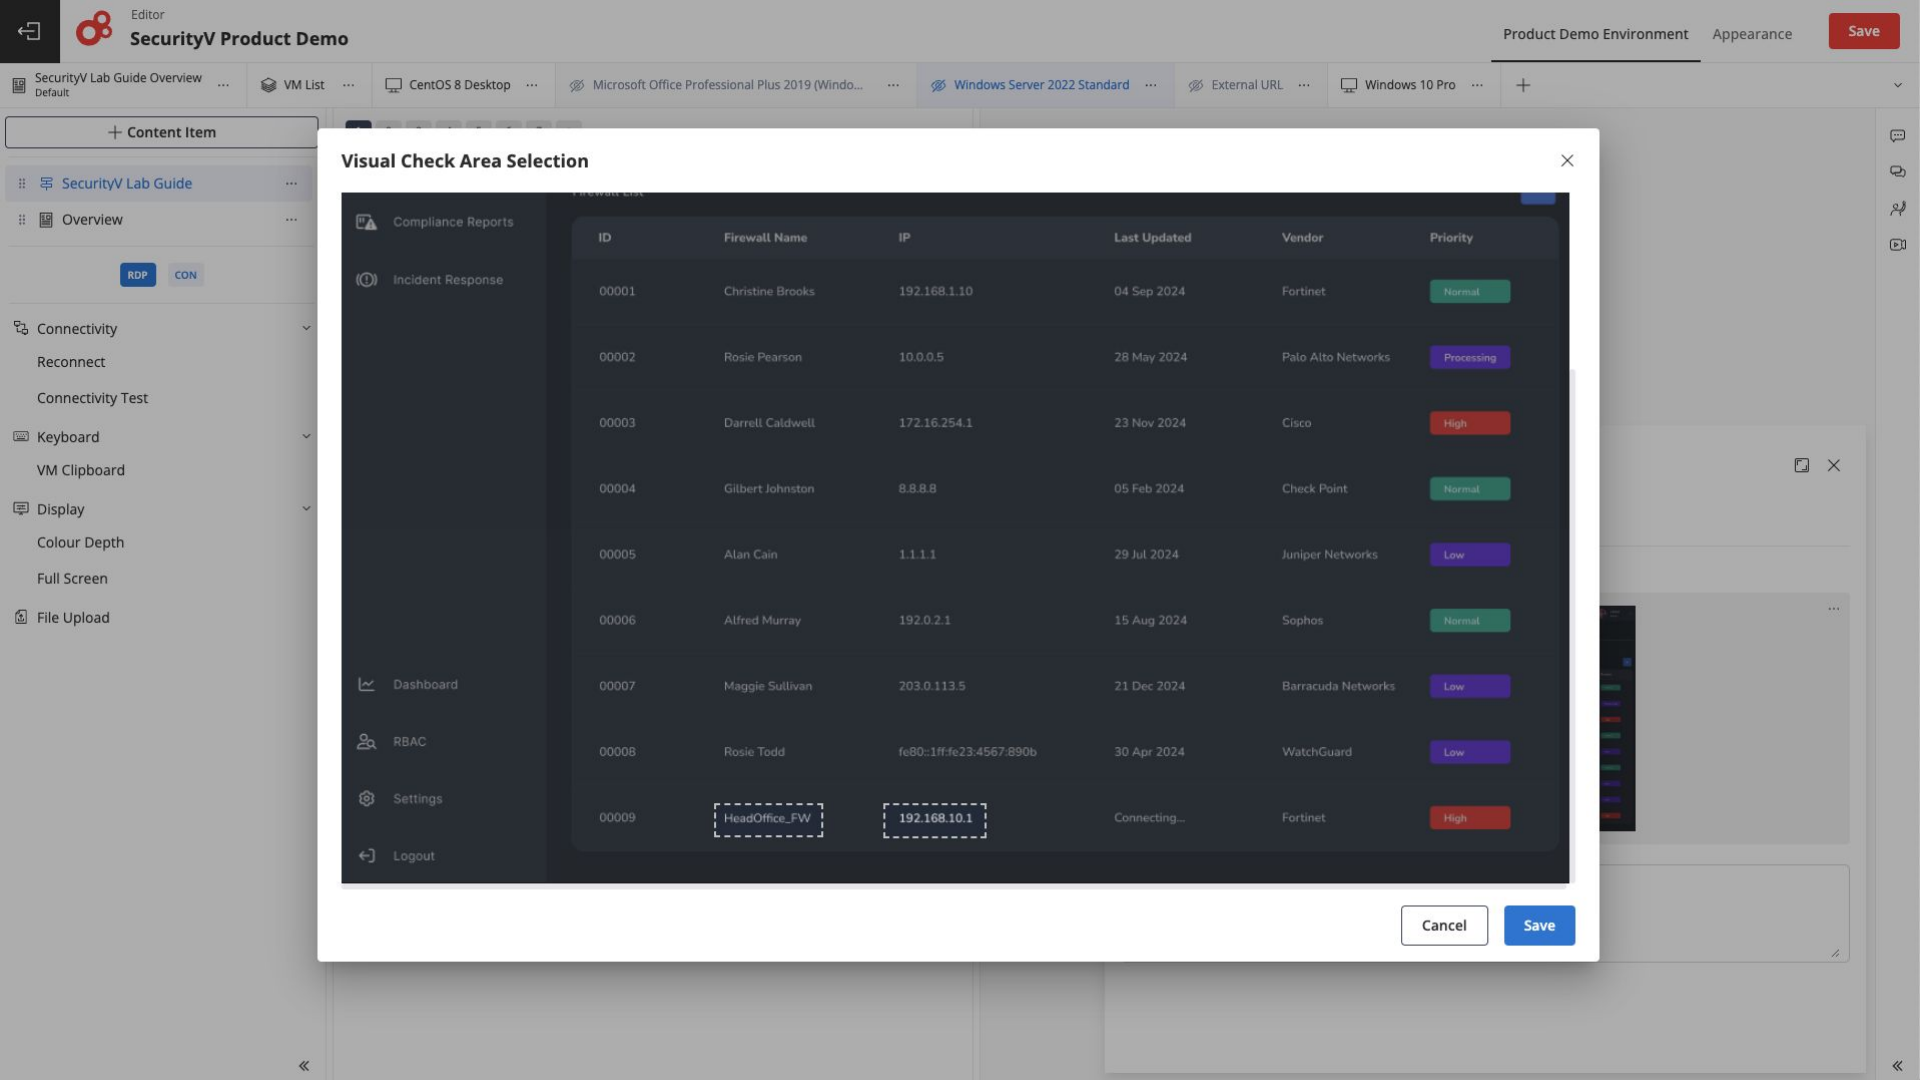 Editor
SecurityV Product Demo
Product Demo Environment
Appearance
Save
SecurityV Lab Guide Overview
Default
VM List
CentOS 8 Desktop
Microsoft Office Professional Plus 2019 (Windo...
Windows Server 2022 Standard
External URL
Windows 10 Pro
Content Item
SecurityV Lab Guide
Overview
RDP
CON
Connectivity
Reconnect
Connectivity Test
Keyboard
VM Clipboard
Display
Colour Depth
Full Screen
File Upload
Visual Check Area Selection
Firewall List
Compliance Reports
Incident Response
Dashboard
RBAC
Settings
Logout
ID Firewall Name IP Last Updated Vendor Priority
00001 Christine Brooks 192.168.1.10 04 Sep 2024 Fortinet Normal
00002 Rosie Pearson 10.0.0.5 28 May 2024 Palo Alto Networks Processing
00003 Darrell Caldwell 172.16.254.1 23 Nov 2024 Cisco High
00004 Gilbert Johnston 8.8.8.8 05 Feb 2024 Check Point Normal
00005 Alan Cain 1.1.1.1 29 Jul 2024 Juniper Networks Low
00006 Alfred Murray 192.0.2.1 15 Aug 2024 Sophos Normal
00007 Maggie Sullivan 203.0.113.5 21 Dec 2024 Barracuda Networks Low
00008 Rosie Todd fe80::1ff:fe23:4567:890b 30 Apr 2024 WatchGuard Low
00009 HeadOffice_FW 192.168.10.1 Connecting... Fortinet High
Cancel
Save